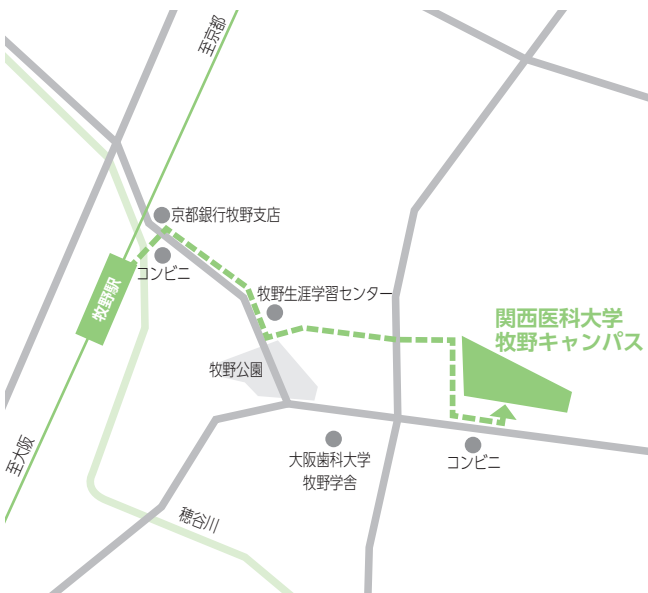 至京都
京都銀行牧野支店
コンビニ
牧野駅
牧野生涯学習センター
関西医科大学
牧野キャンパス
牧野公園
至大阪
大阪歯科大学
牧野学舎
コンビニ
穂谷川